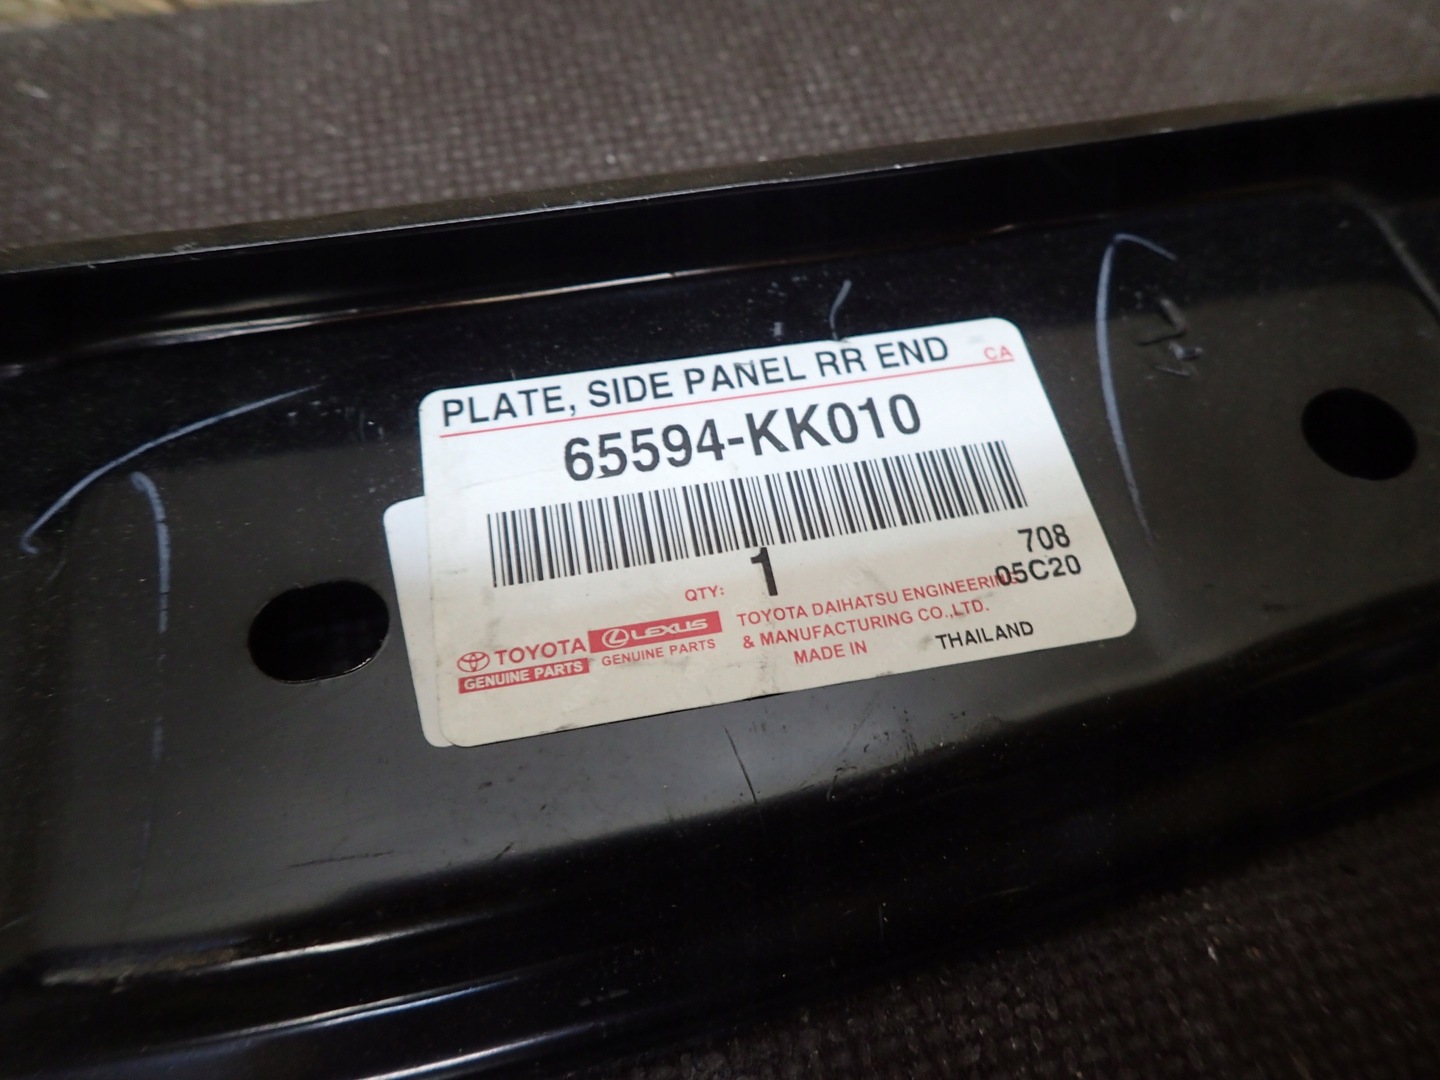 PLATE, SIDE PANEL RR END CA
65594-KK010
QTY: 1
708
05C20
TOYOTA
GENUINE PARTS
LEXUS
GENUINE PARTS
TOYOTA DAIHATSU ENGINEERING
& MANUFACTURING CO.,LTD.
MADE IN THAILAND